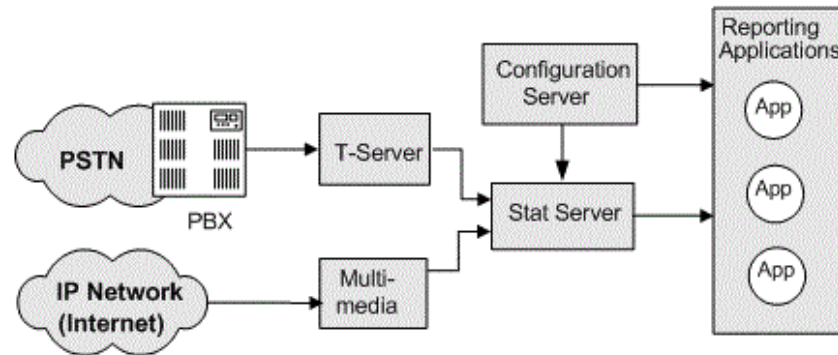 Reporting
Applications
Configuration
Server
App
PSTN
T-Server
PBX
App
Stat Server
IP Network
(Internet)
Multi-
media
App